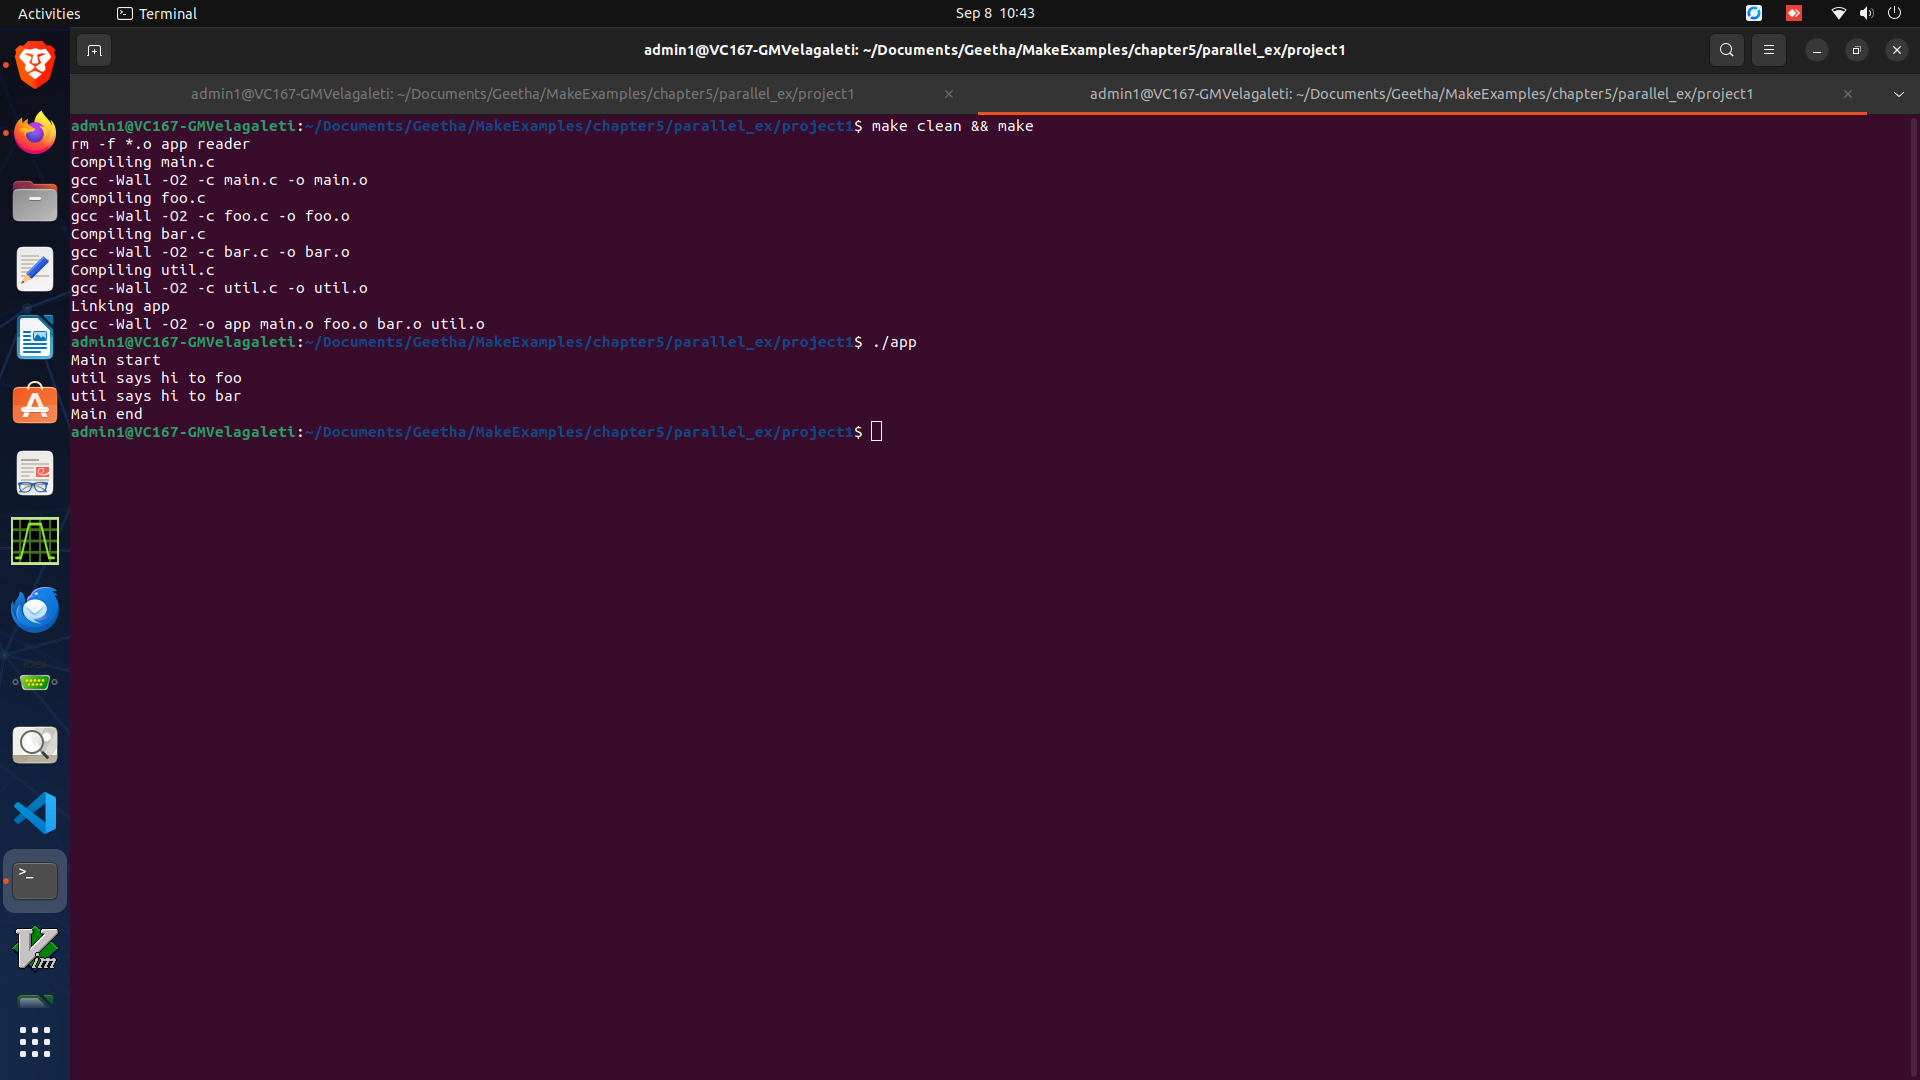 Activities
Terminal
Sep 8 10:43
admin1@VC167-GMVelagaleti: ~/Documents/Geetha/MakeExamples/chapter5/parallel_ex/project1
admin1@VC167-GMVelagaleti: ~/Documents/Geetha/MakeExamples/chapter5/parallel_ex/project1
admin1@VC167-GMVelagaleti: ~/Documents/Geetha/MakeExamples/chapter5/parallel_ex/project1
admin1@VC167-GMVelagaleti:~/Documents/Geetha/MakeExamples/chapter5/parallel_ex/project1$ make clean && make
rm -f *.o app reader
Compiling main.c
gcc -Wall -O2 -c main.c -o main.o
Compiling foo.c
gcc -Wall -O2 -c foo.c -o foo.o
Compiling bar.c
gcc -Wall -O2 -c bar.c -o bar.o
Compiling util.c
gcc -Wall -O2 -c util.c -o util.o
Linking app
gcc -Wall -O2 -o app main.o foo.o bar.o util.o
admin1@VC167-GMVelagaleti:~/Documents/Geetha/MakeExamples/chapter5/parallel_ex/project1$ ./app
Main start
util says hi to foo
util says hi to bar
Main end
admin1@VC167-GMVelagaleti:~/Documents/Geetha/MakeExamples/chapter5/parallel_ex/project1$
>_
Vim